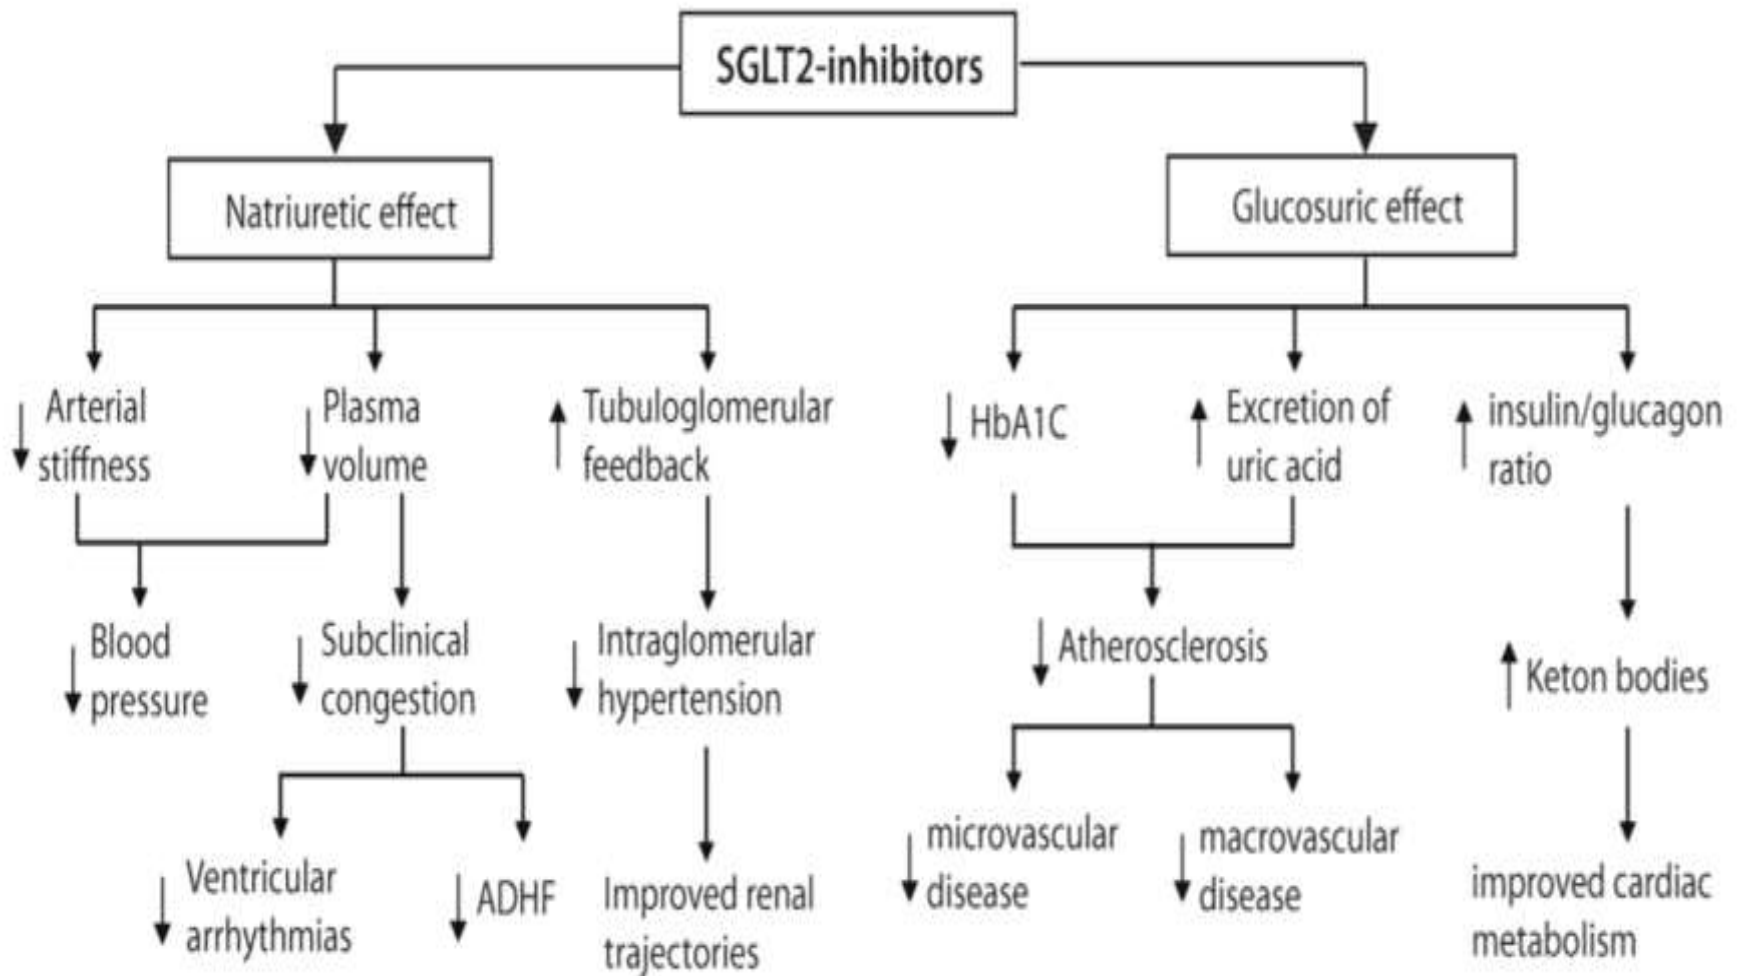 SGLT2-inhibitors
Natriuretic effect
Glucosuric effect
Arterial
stiffness
Plasma
volume
Tubuloglomerular
feedback
HbA1C
Excretion of
uric acid
insulin/glucagon
ratio
Blood
pressure
Subclinical
congestion
Intraglomerular
hypertension
Atherosclerosis
Keton bodies
Ventricular
arrhythmias
ADHF
Improved renal
trajectories
microvascular
disease
macrovascular
disease
improved cardiac
metabolism